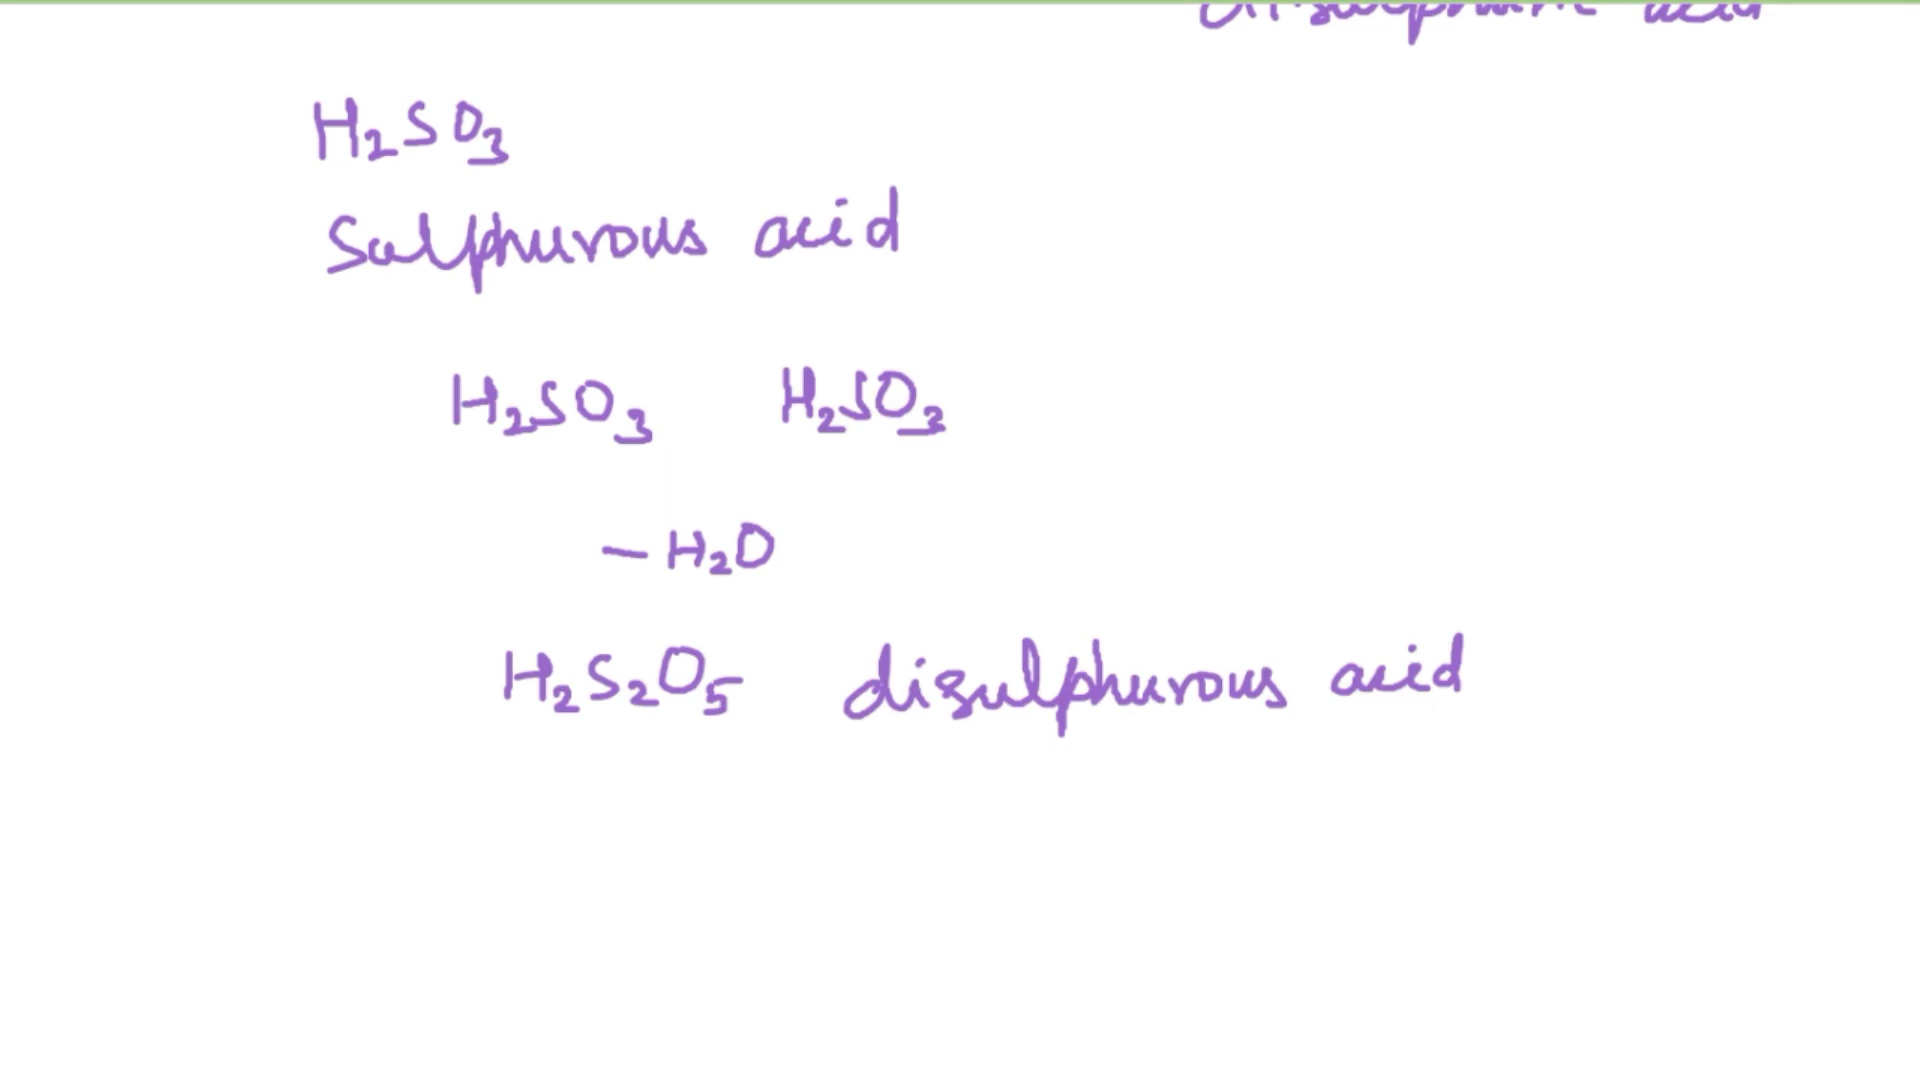 H₂SO₃
Sulphurous acid
H₂SO₃ H₂SO₃
– H₂O
H₂S₂O₅ disulphurous acid